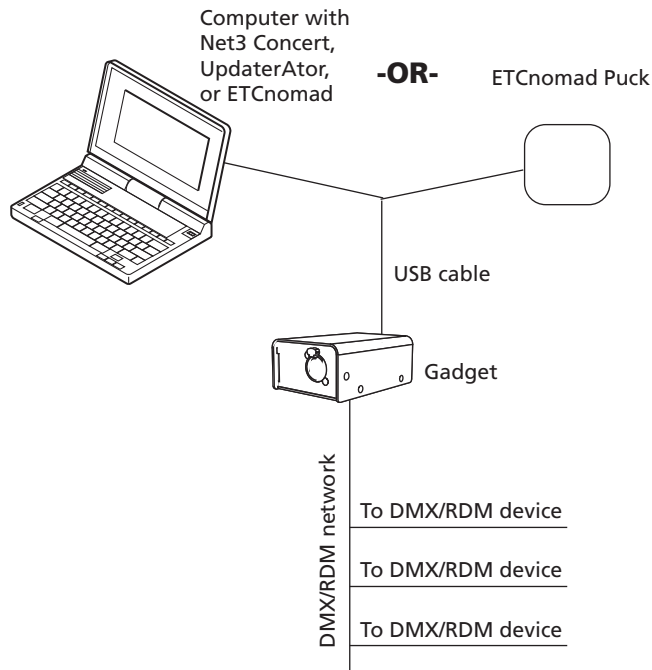 Computer with
Net3 Concert,
UpdaterAtor,
or ETCnomad
-OR-
ETCnomad Puck
USB cable
Gadget
DMX/RDM network
To DMX/RDM device
To DMX/RDM device
To DMX/RDM device